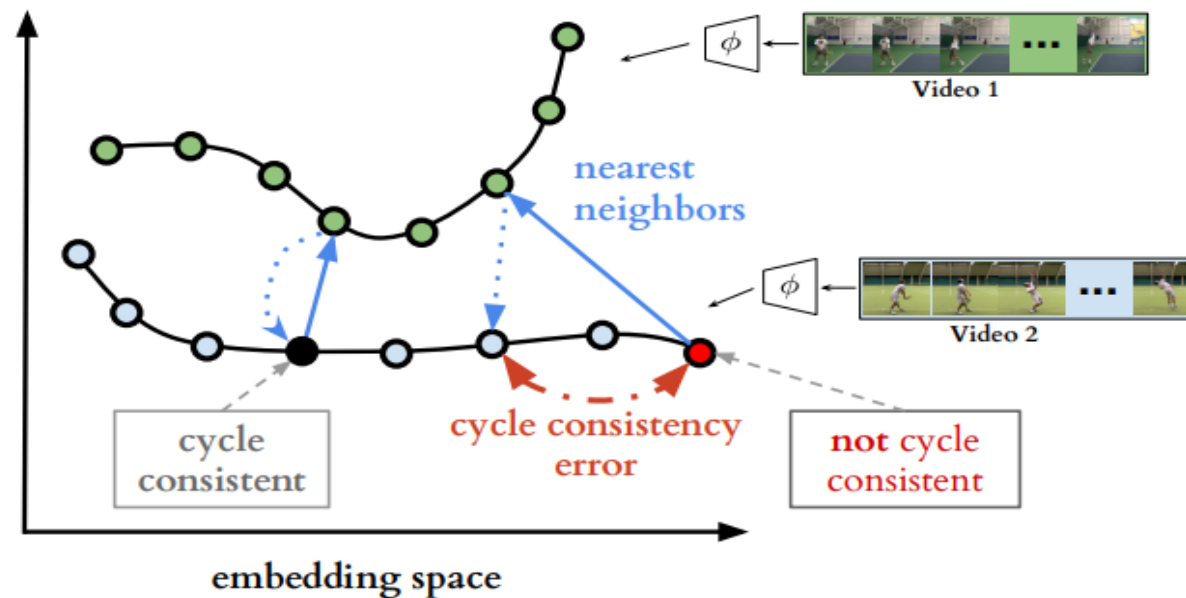 ϕ
...
Video 1
nearest
neighbors
ϕ
...
Video 2
cycle
consistent
cycle consistency
error
not cycle
consistent
embedding space